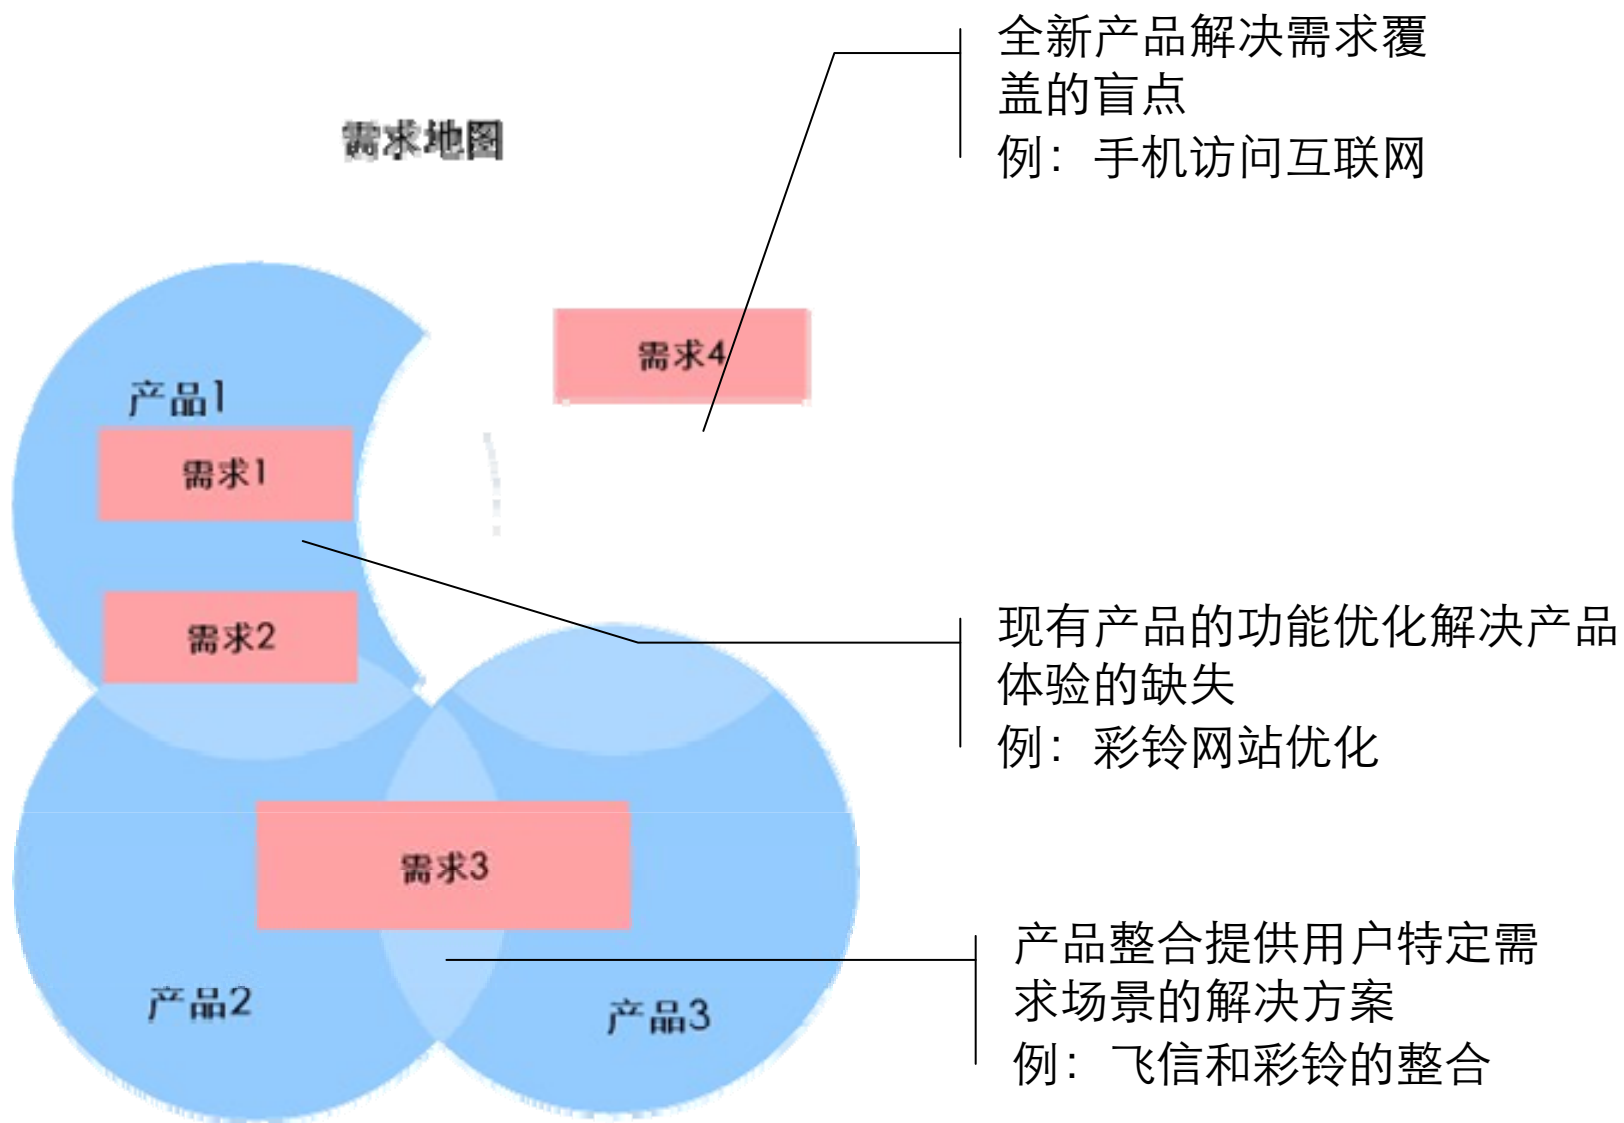 全新产品解决需求覆
盖的盲点
例：手机访问互联网
需求地图
需求4
产品1
需求1
需求2
现有产品的功能优化解决产品
体验的缺失
例：彩铃网站优化
需求3
产品2
产品3
产品整合提供用户特定需
求场景的解决方案
例：飞信和彩铃的整合